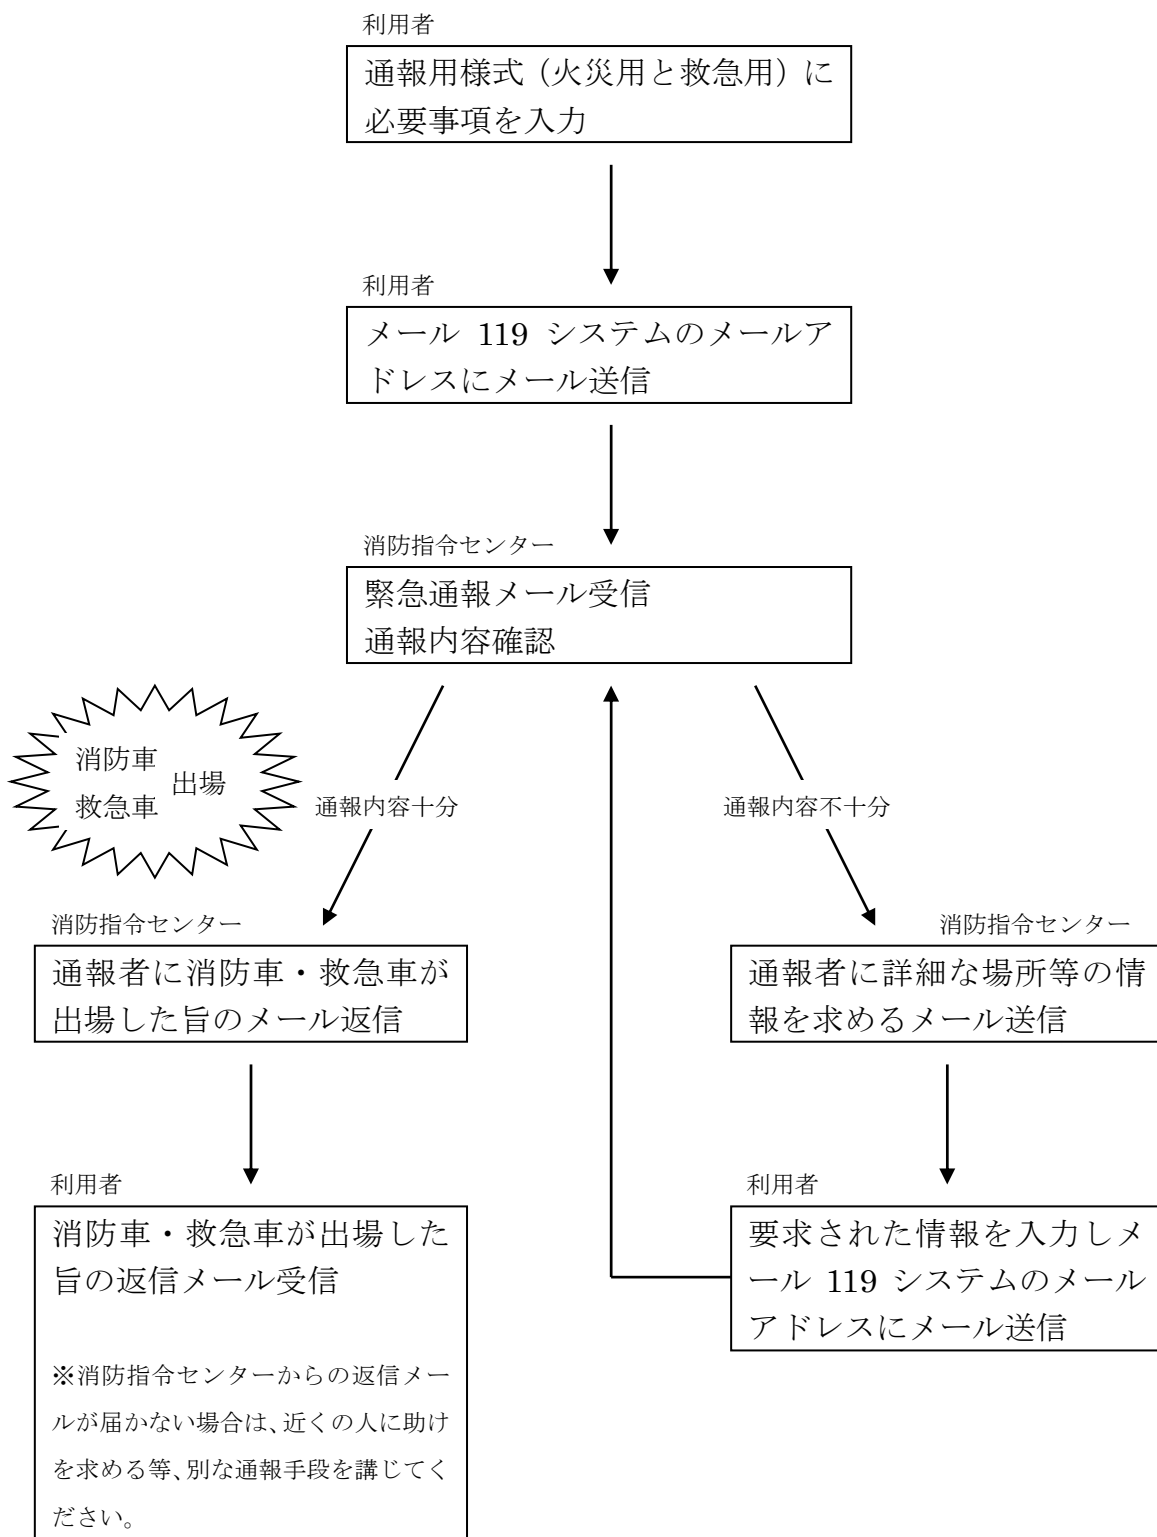 利用者
通報用様式（火災用と救急用）に
必要事項を入力
利用者
メール 119 システムのメールア
ドレスにメール送信
消防指令センター
緊急通報メール受信
通報内容確認
消防車
救急車
出場
通報内容十分
通報内容不十分
消防指令センター
通報者に消防車・救急車が
出場した旨のメール返信
消防指令センター
通報者に詳細な場所等の情
報を求めるメール送信
利用者
消防車・救急車が出場した
旨の返信メール受信
※消防指令センターからの返信メー
ルが届かない場合は、近くの人に助け
を求める等、別な通報手段を講じてく
ださい。
利用者
要求された情報を入力しメ
ール 119 システムのメール
アドレスにメール送信